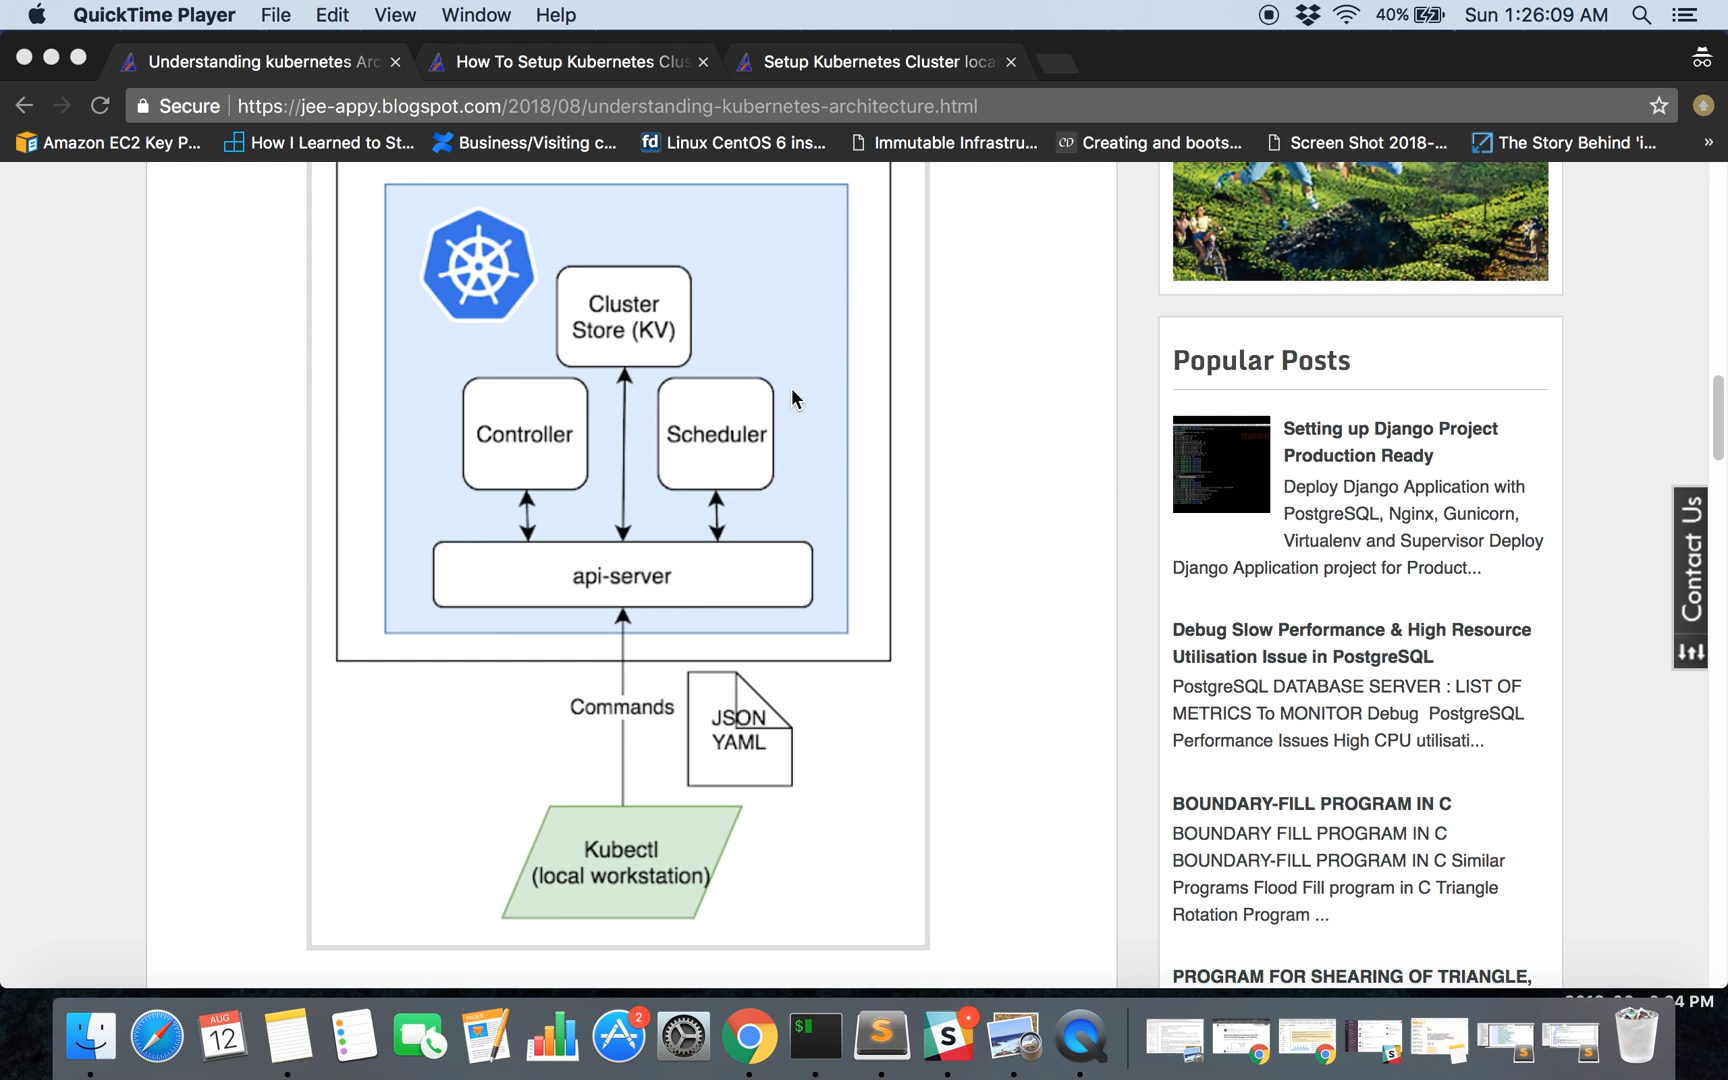 QuickTime Player File Edit View Window Help 40% Sun 1:26:09 AM
Understanding kubernetes Arc × How To Setup Kubernetes Clus × Setup Kubernetes Cluster loca ×
Secure https://jee-appy.blogspot.com/2018/08/understanding-kubernetes-architecture.html
Amazon EC2 Key P... How I Learned to St... Business/Visiting c... fd Linux CentOS 6 ins... Immutable Infrastru... CD Creating and boots... Screen Shot 2018-... The Story Behind 'i... »
Cluster
Store (KV)
Controller
Scheduler
api-server
Commands
JSON
YAML
Kubectl
(local workstation)
Popular Posts
Setting up Django Project
Production Ready
Deploy Django Application with
PostgreSQL, Nginx, Gunicorn,
Virtualenv and Supervisor Deploy
Django Application project for Product...
Debug Slow Performance & High Resource
Utilisation Issue in PostgreSQL
PostgreSQL DATABASE SERVER : LIST OF
METRICS To MONITOR Debug PostgreSQL
Performance Issues High CPU utilisati...
BOUNDARY-FILL PROGRAM IN C
BOUNDARY FILL PROGRAM IN C
BOUNDARY-FILL PROGRAM IN C Similar
Programs Flood Fill program in C Triangle
Rotation Program ...
PROGRAM FOR SHEARING OF TRIANGLE,
Contact Us
PM
AUG
12
2
$
S
S